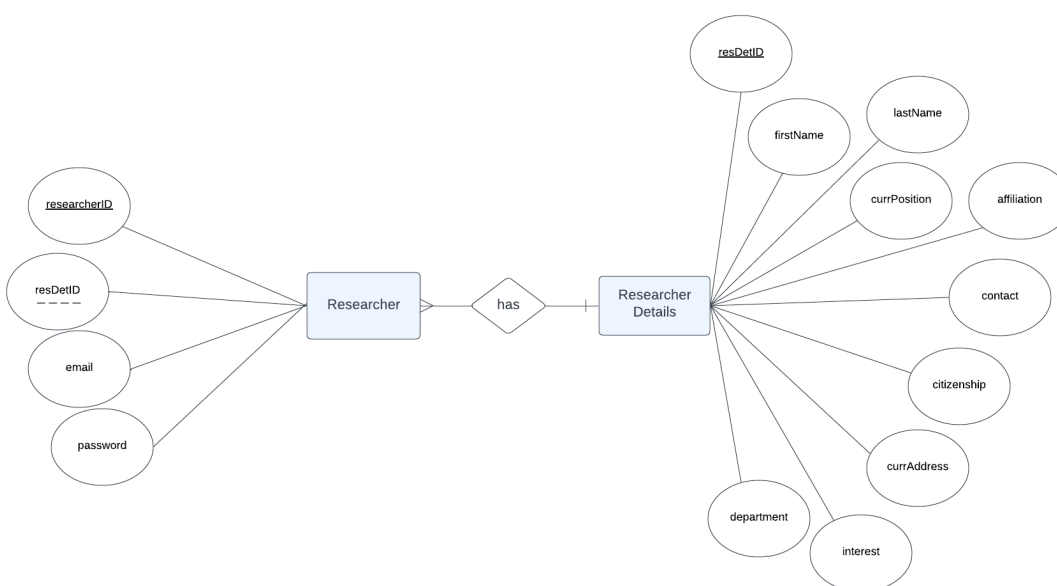 resDetID
lastName
firstName
currPosition
affiliation
researcherID
resDetID
Researcher
has
Researcher
Details
contact
email
citizenship
password
currAddress
department
interest